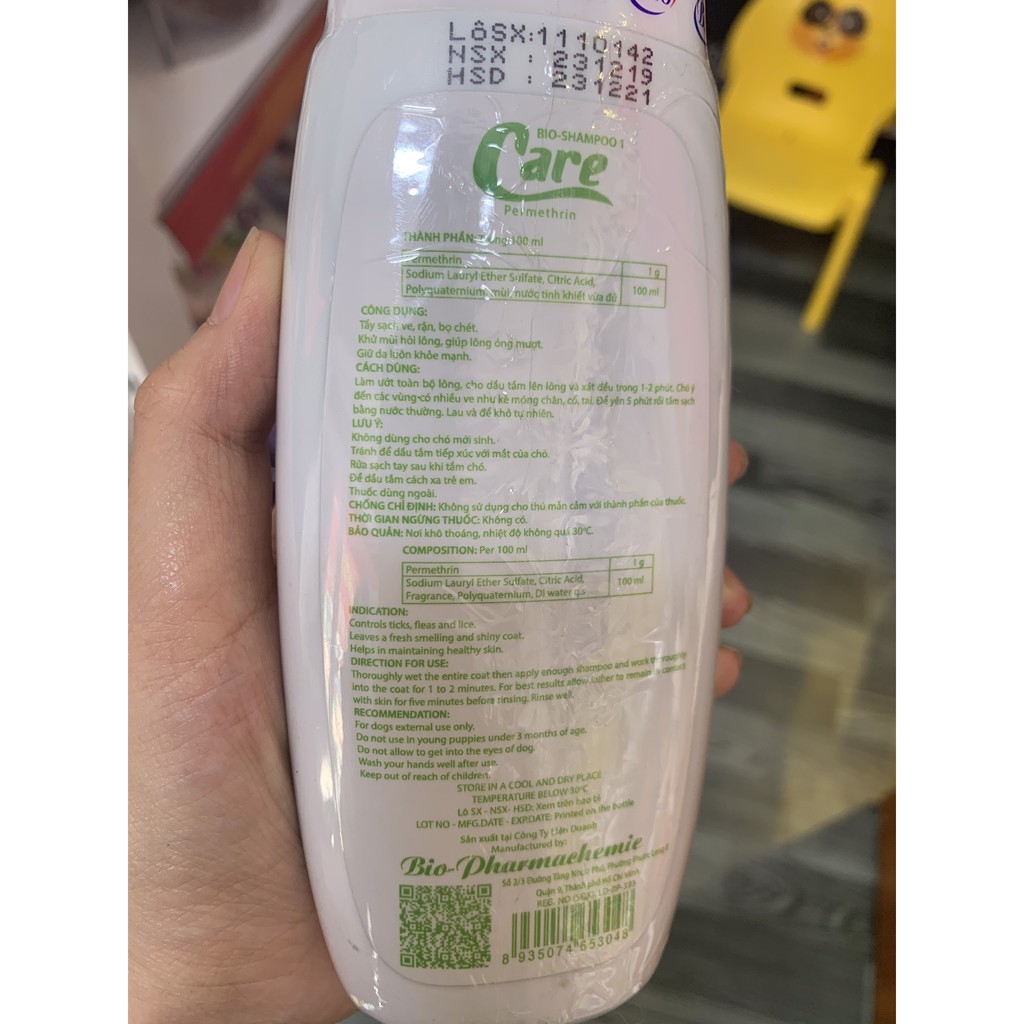 LôSX:1110142
NSX : 231219
HSD : 231221
BIO-SHAMPOO 1
Care
Permethrin
THÀNH PHẦN: Trong 100 ml
Permethrin 1 g
Sodium Lauryl Ether Sulfate, Citric Acid,
Polyquaternium, mùi, nước tinh khiết vừa đủ 100 ml
CÔNG DỤNG:
Tẩy sạch ve, rận, bọ chét.
Khử mùi hôi lông, giúp lông óng mượt.
Giữ da luôn khỏe mạnh.
CÁCH DÙNG:
Làm ướt toàn bộ lông, cho dầu tắm lên lông và xát đều trong 1-2 phút. Chú ý
đến các vùng có nhiều ve như kẽ móng chân, cổ, tai. Để yên 5 phút rồi tắm sạch
bằng nước thường. Lau và để khô tự nhiên.
LƯU Ý:
Không dùng cho chó mới sinh.
Tránh để dầu tắm tiếp xúc với mắt của chó.
Rửa sạch tay sau khi tắm chó.
Để dầu tắm cách xa trẻ em.
Thuốc dùng ngoài.
CHỐNG CHỈ ĐỊNH: Không sử dụng cho thú mẫn cảm với thành phần của thuốc.
THỜI GIAN NGỪNG THUỐC: Không có.
BẢO QUẢN: Nơi khô thoáng, nhiệt độ không quá 30°C.
COMPOSITION: Per 100 ml
Permethrin 1 g
Sodium Lauryl Ether Sulfate, Citric Acid,
Fragrance, Polyquaternium, DI water q.s 100 ml
INDICATION:
Controls ticks, fleas and lice.
Leaves a fresh smelling and shiny coat.
Helps in maintaining healthy skin.
DIRECTION FOR USE:
Thoroughly wet the entire coat then apply enough shampoo and work thoroughly
into the coat for 1 to 2 minutes. For best results allow lather to remain in contact
with skin for five minutes before rinsing. Rinse well.
RECOMMENDATION:
For dogs external use only.
Do not use in young puppies under 3 months of age.
Do not allow to get into the eyes of dog.
Wash your hands well after use.
Keep out of reach of children.
STORE IN A COOL AND DRY PLACE
TEMPERATURE BELOW 30°C
Lô SX - NSX- HSD: Xem trên bao bì
LOT NO - MFG.DATE - EXP.DATE: Printed on the bottle
Sản xuất tại Công Ty Liên Doanh
Manufactured by:
Bio-Pharmachemie
Số 2/3 Đường Tăng Nhơn Phú, Phường Phước Long B
Quận 9, Thành phố Hồ Chí Minh
REG. NO (SĐK): LD-DP-
8 935074 653048